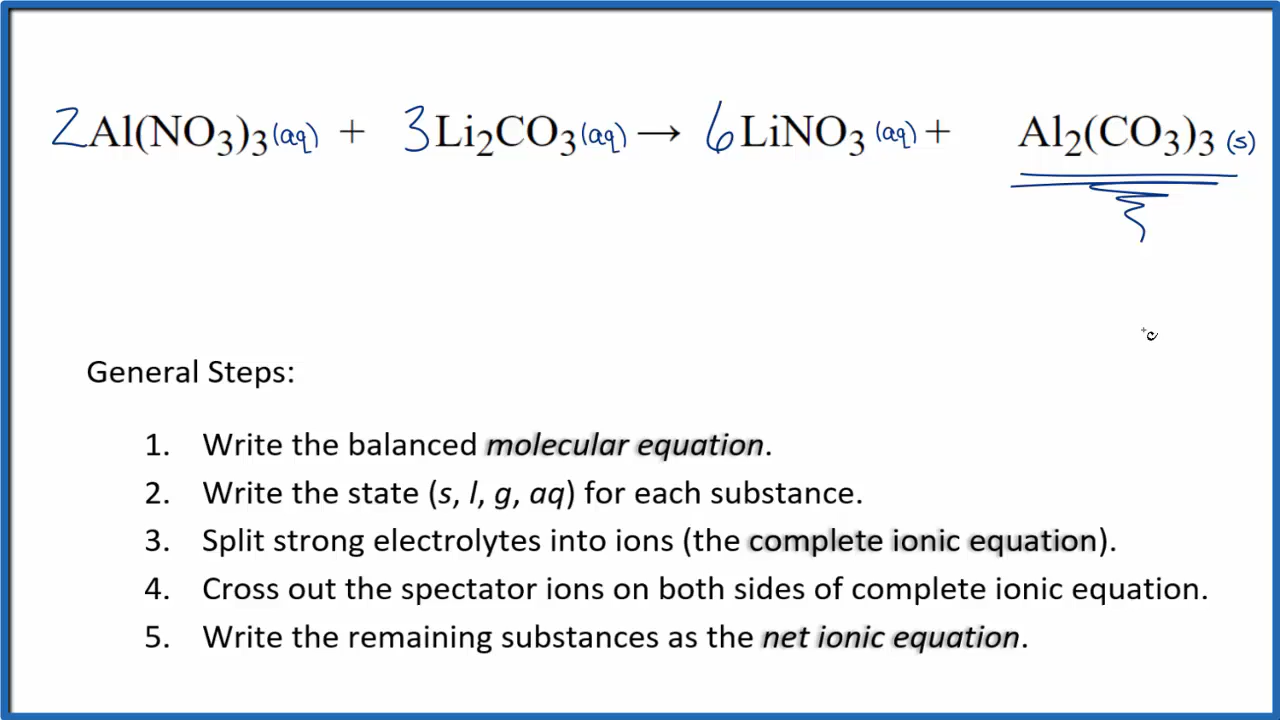 2Al(NO₃)₃(aq) + 3Li₂CO₃(aq) → 6LiNO₃(aq) + Al₂(CO₃)₃(s)
General Steps:
1. Write the balanced molecular equation.
2. Write the state (s, l, g, aq) for each substance.
3. Split strong electrolytes into ions (the complete ionic equation).
4. Cross out the spectator ions on both sides of complete ionic equation.
5. Write the remaining substances as the net ionic equation.